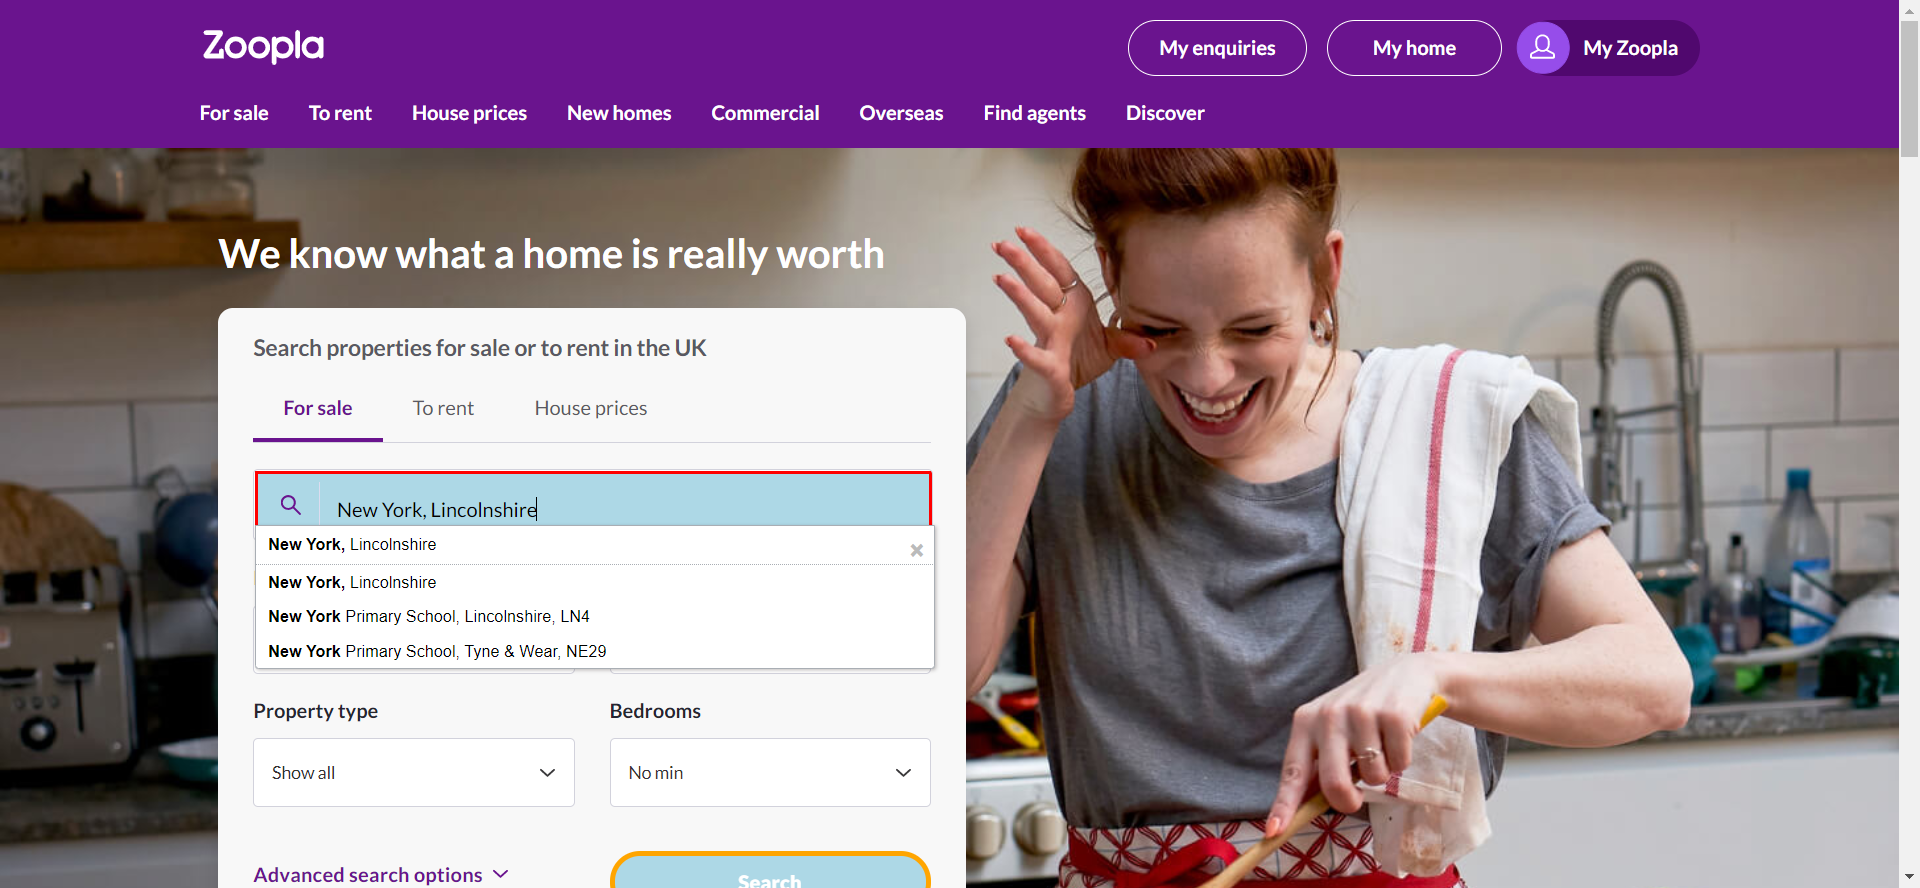 Zoopla
My enquiries
My home
My Zoopla
For sale
To rent
House prices
New homes
Commercial
Overseas
Find agents
Discover
We know what a home is really worth
Search properties for sale or to rent in the UK
For sale
To rent
House prices
New York, Lincolnshire
New York, Lincolnshire
New York, Lincolnshire
New York Primary School, Lincolnshire, LN4
New York Primary School, Tyne & Wear, NE29
Property type
Bedrooms
Show all
No min
Advanced search options
Search